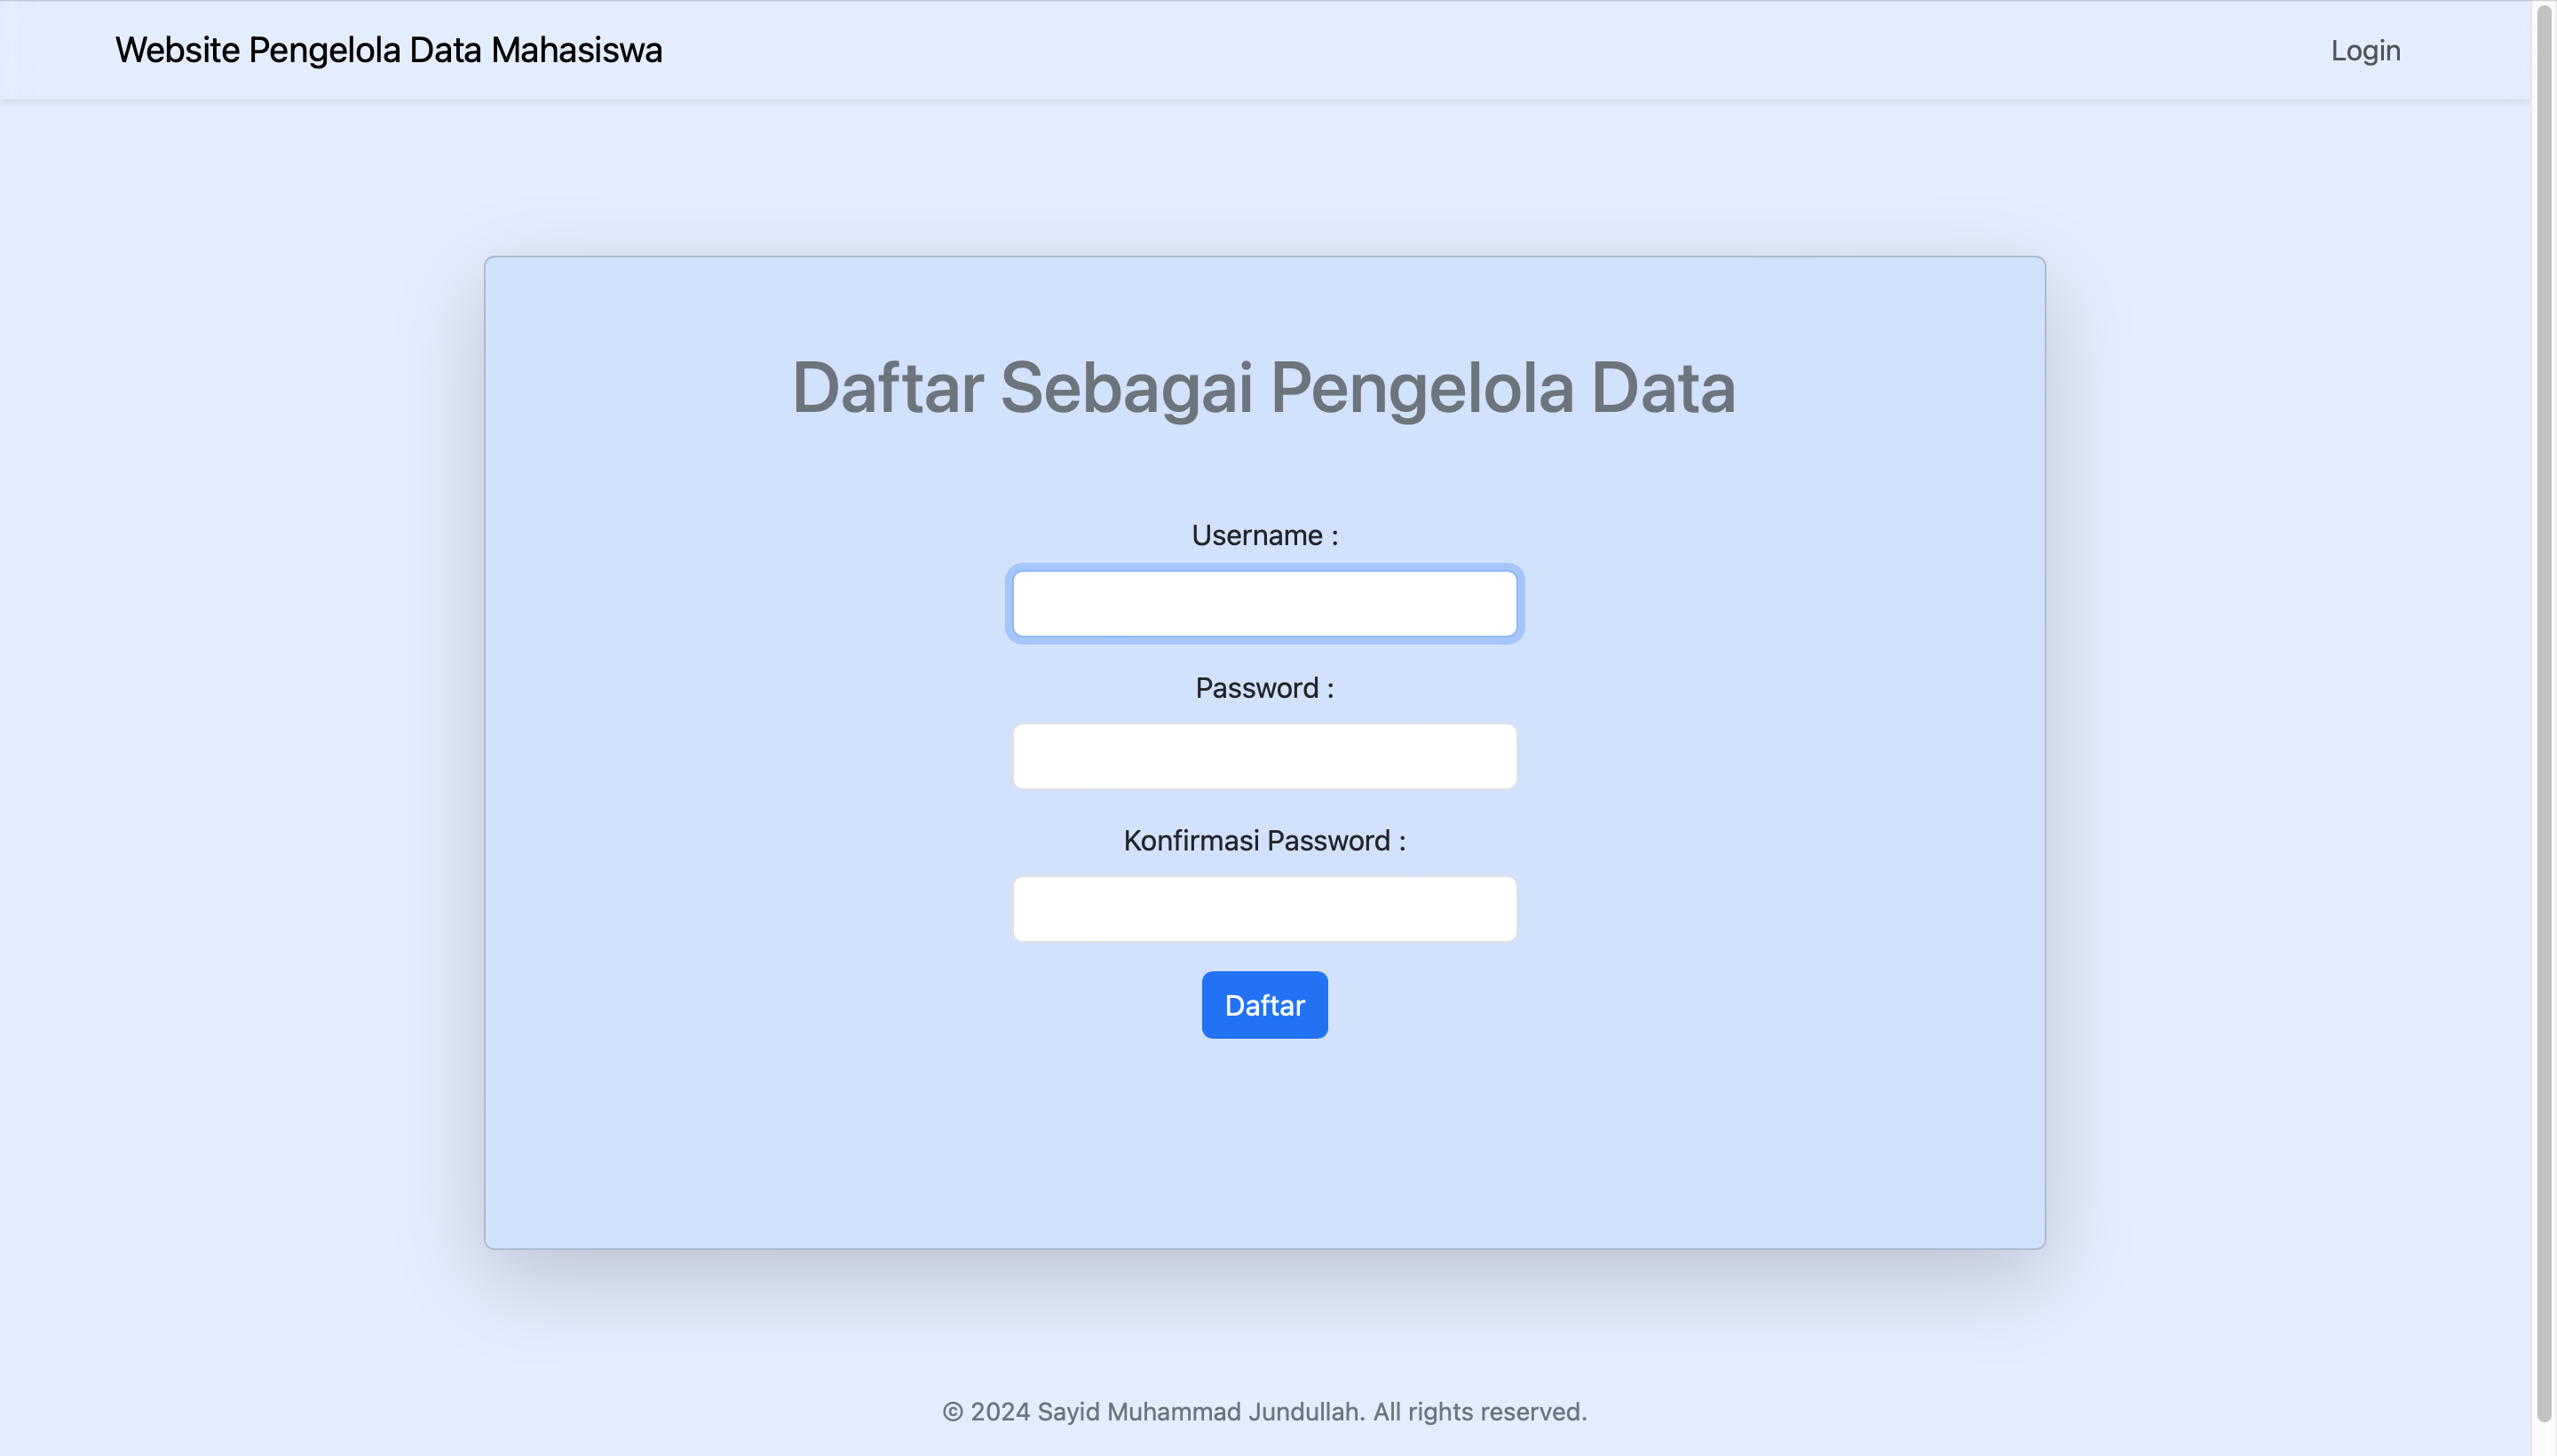 Website Pengelola Data Mahasiswa
Login
Daftar Sebagai Pengelola Data
Username :
Password :
Konfirmasi Password :
Daftar
© 2024 Sayid Muhammad Jundullah. All rights reserved.